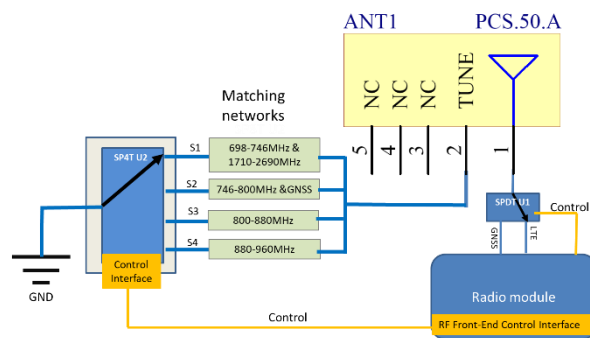 ANT1
PCS.50.A
NC
NC
NC
TUNE
5
4
3
2
1
Matching
networks
S1
698-746MHz &
1710-2690MHz
SP4T U2
S2
746-800MHz &GNSS
S3
800-880MHz
S4
880-960MHz
SPDT U1
Control
GNSS
LTE
Control
Interface
GND
Radio module
Control
RF Front-End Control Interface